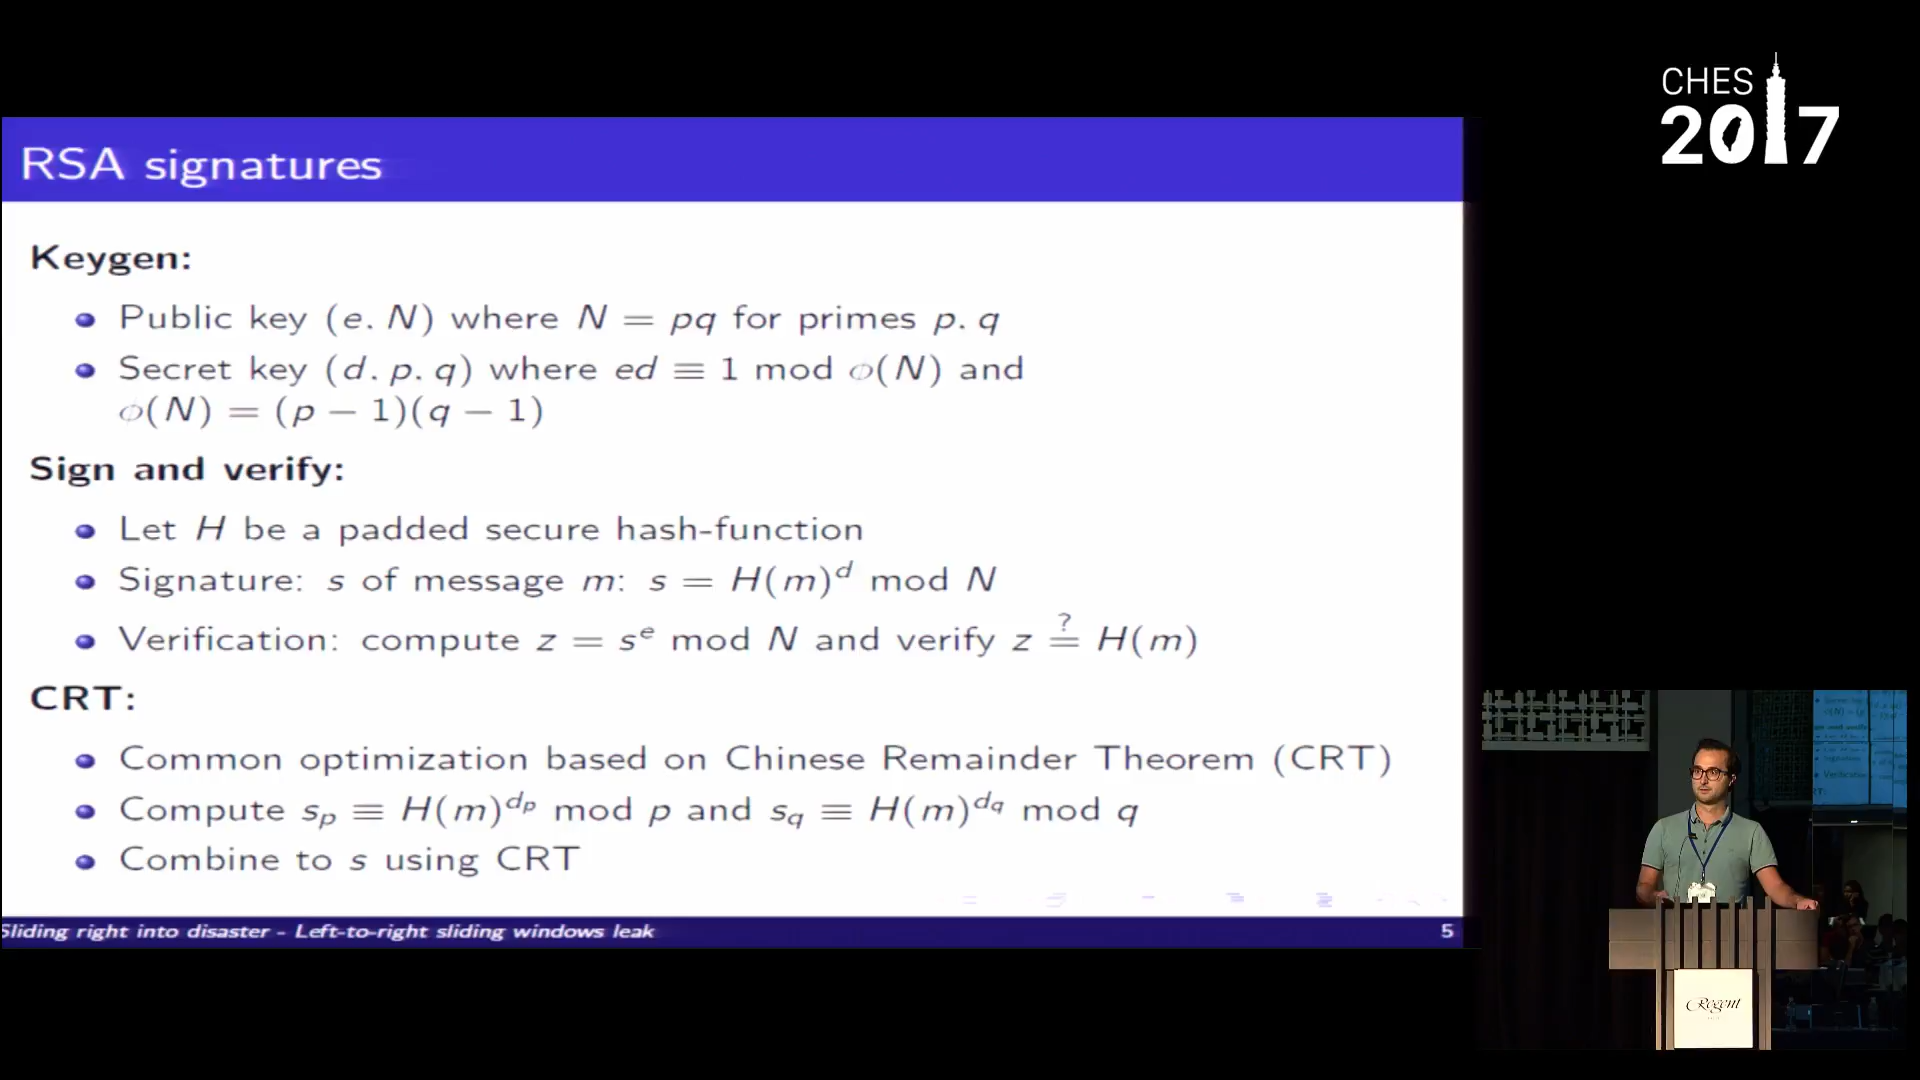 CHES
2017
RSA signatures
Keygen:
Public key (e. N) where N = pq for primes p. q
Secret key (d. p. q) where ed ≡ 1 mod ϕ(N) and
ϕ(N) = (p − 1)(q − 1)
Sign and verify:
Let H be a padded secure hash-function
Signature: s of message m: s = H(m)^d mod N
Verification: compute z = s^e mod N and verify z ≟ H(m)
CRT:
Common optimization based on Chinese Remainder Theorem (CRT)
Compute s_p ≡ H(m)^{d_p} mod p and s_q ≡ H(m)^{d_q} mod q
Combine to s using CRT
Sliding right into disaster - Left-to-right sliding windows leak
5
Regent